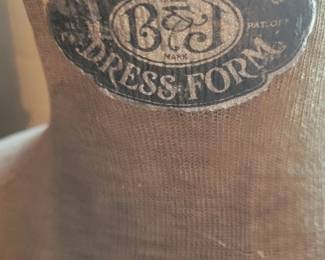 B&J
PAT. OFF
MARK
DRESS FORM